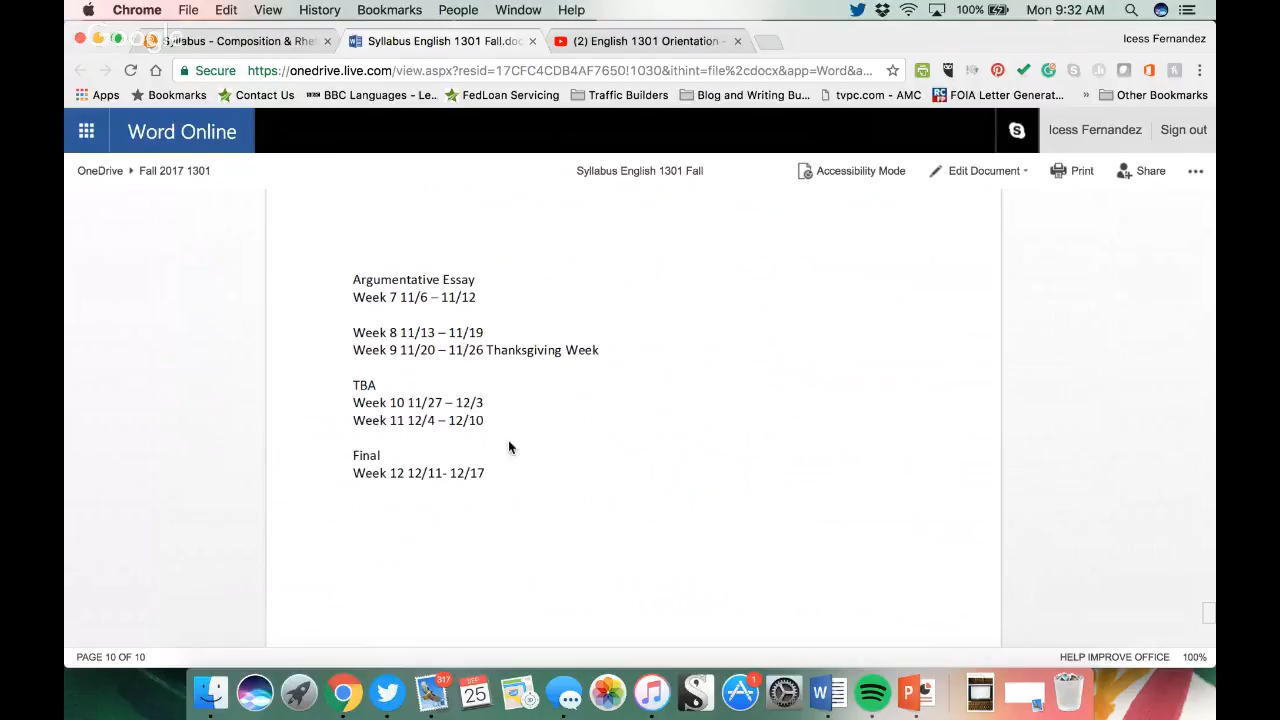 Chrome File Edit View History Bookmarks People Window Help 100% Mon 9:32 AM
Syllabus - Composition & Rhet Syllabus English 1301 Fall.doc (2) English 1301 Orientation - Icess Fernandez
Secure https://onedrive.live.com/view.aspx?resid=17CFC4CDB4AF7650!1030&ithint=file%2cdocx&app=Word&a...
Apps Bookmarks Contact Us BBC Languages - Le... FedLoan Servicing Traffic Builders Blog and Writing Bu... tvpc.com - AMC FOIA Letter Generat... » Other Bookmarks
Word Online Icess Fernandez Sign out
OneDrive Fall 2017 1301 Syllabus English 1301 Fall Accessibility Mode Edit Document Print Share
Argumentative Essay
Week 7 11/6 – 11/12
Week 8 11/13 – 11/19
Week 9 11/20 – 11/26 Thanksgiving Week
TBA
Week 10 11/27 – 12/3
Week 11 12/4 – 12/10
Final
Week 12 12/11- 12/17
PAGE 10 OF 10 HELP IMPROVE OFFICE 100%
317 SEP 25 1